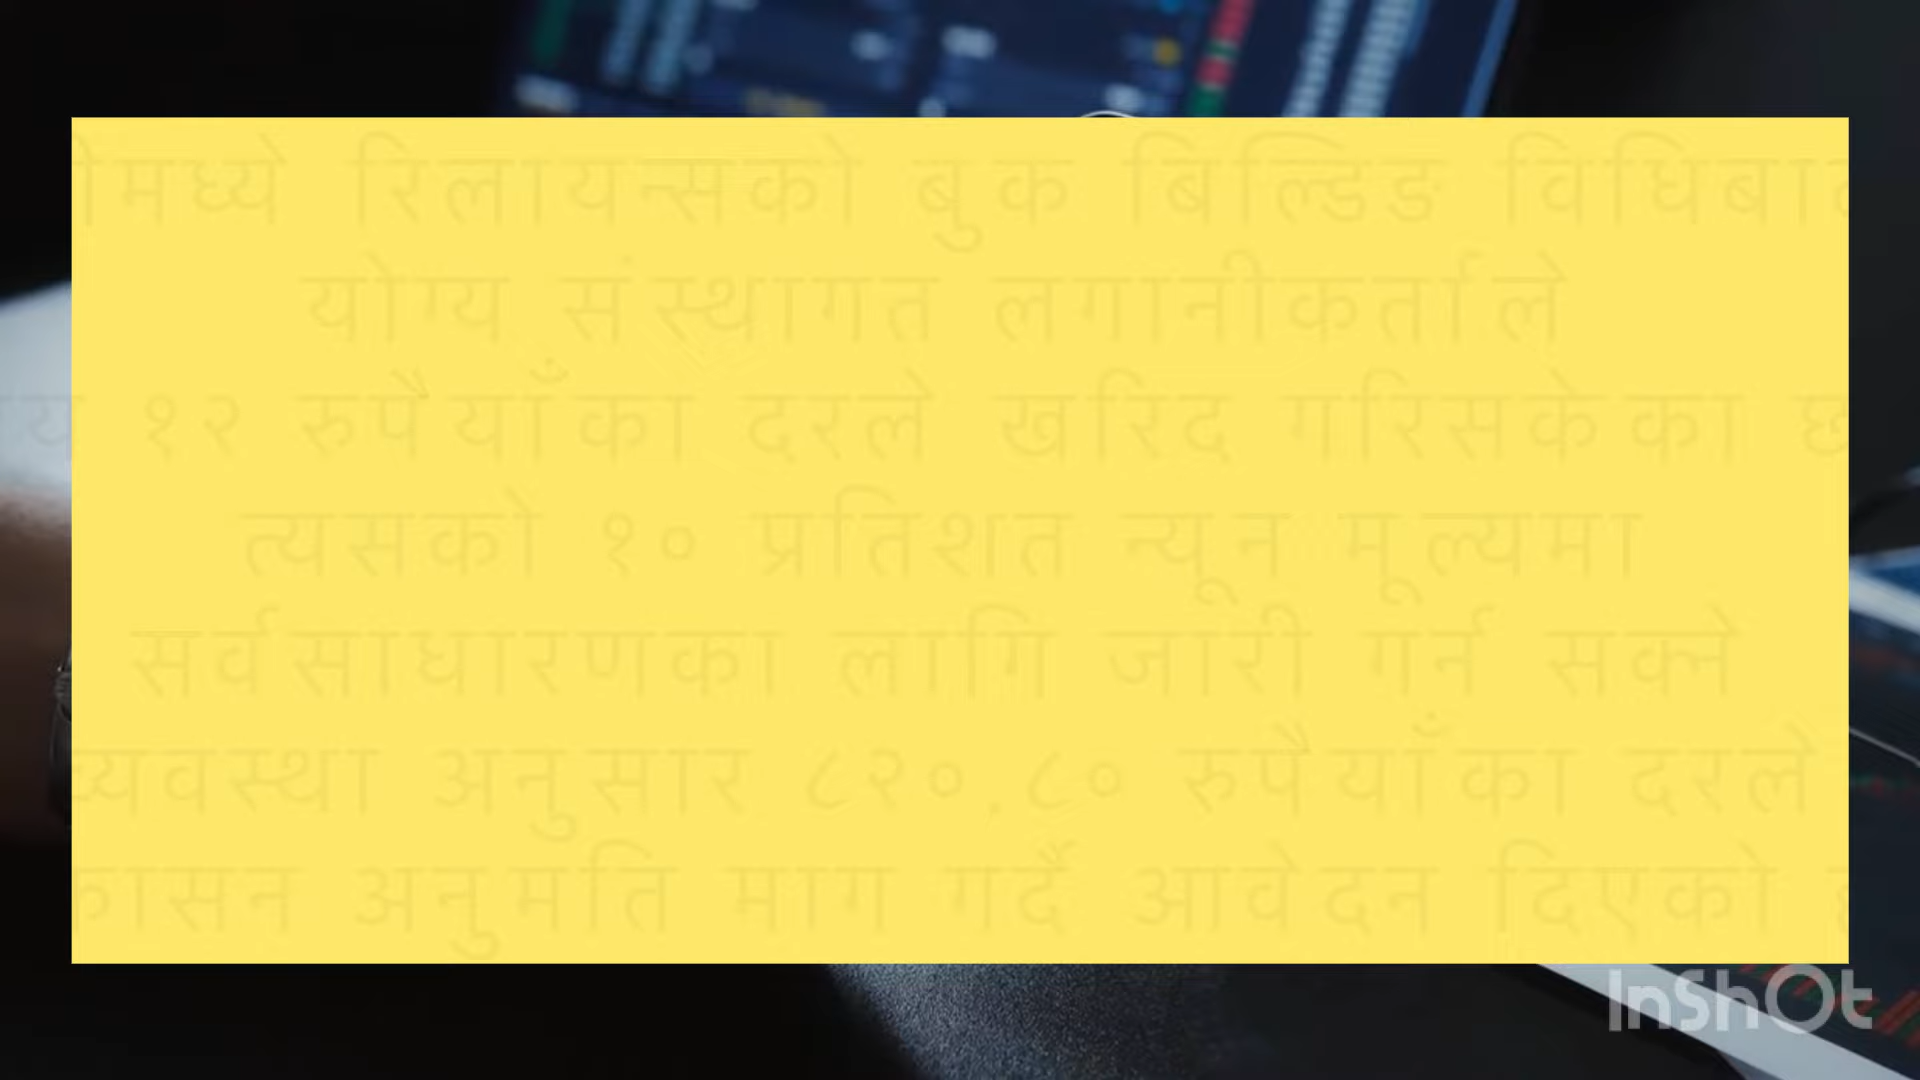 रिलायन्सको बुक बिल्डिङ
योग्य संस्थागत लगानीकर्ताले
१२ रुपैयाँका दरले खरिद गरिसकेका
त्यसको १० प्रतिशत न्यून मूल्यमा
सर्वसाधारणका लागि जारी गर्न सक्ने
व्यवस्था अनुसार ८२०.८० रुपैयाँका दरले
अनुमति माग गर्दै आवेदन दिएको
InShOt